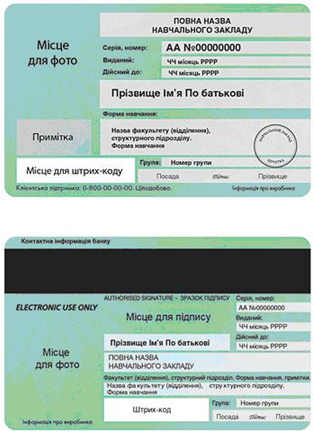 ПОВНА НАЗВА
НАВЧАЛЬНОГО ЗАКЛАДУ
Місце
для фото
Серія, номер: АА №00000000
Виданий: ЧЧ місяць РРРР
Дійсний до: ЧЧ місяць РРРР
Прізвище Ім'я По батькові
Форма навчання:
Примітка
Назва факультету (відділення),
структурного підрозділу.
Форма навчання
Місце для штрих-коду
Група: Номер групи
Посада Підпис Прізвище
Клієнтська підтримка: 0-800-00-00-00. Цілодобово.
Інформація про виробника
Контактна інформація банку
ELECTRONIC USE ONLY
AUTHORISED SIGNATURE - ЗРАЗОК ПІДПИСУ
Місце для підпису
Серія, номер:
АА №00000000
Виданий:
ЧЧ місяць РРРР
Дійсний до:
ЧЧ місяць РРРР
Місце
для фото
Прізвище Ім'я По батькові
ПОВНА НАЗВА
НАВЧАЛЬНОГО ЗАКЛАДУ
Факультет (відділення), структурний підрозділ. Форма навчання, примітки.
Назва факультету (відділення), структурного підрозділу.
Форма навчання
Штрих-код
Група: Номер групи
Посада Підпис Прізвище
Інформація про виробника